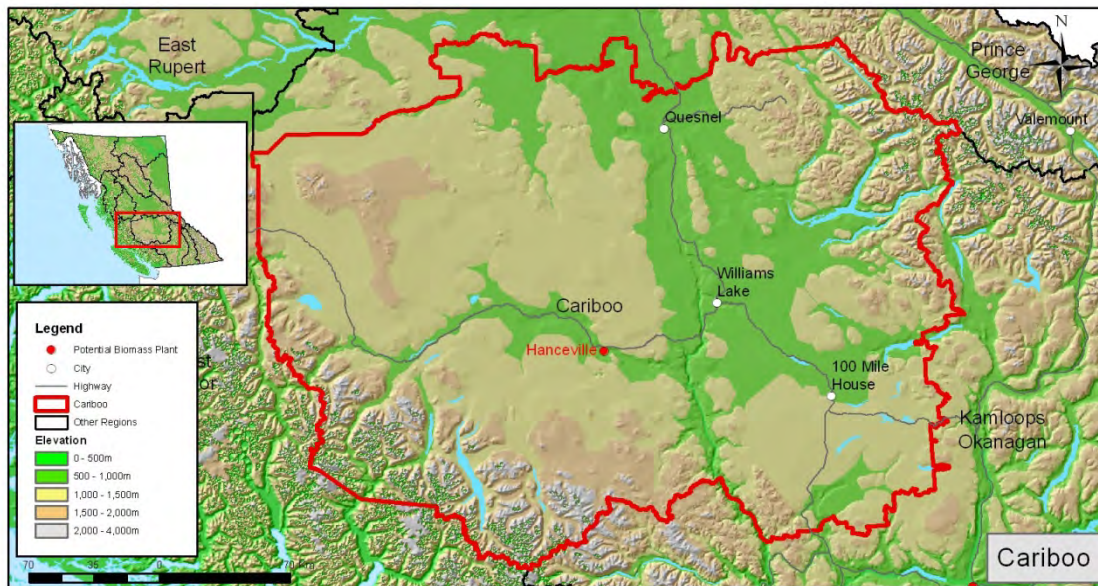 East
Rupert
N
Prince
George
Valemount
Quesnel
Williams
Lake
Cariboo
Hanceville
100 Mile
House
Kamloops
Okanagan
Legend
Potential Biomass Plant
City
Highway
Cariboo
Other Regions
Elevation
0 - 500m
500 - 1,000m
1,000 - 1,500m
1,500 - 2,000m
2,000 - 4,000m
70 35 0 70 Km
Cariboo